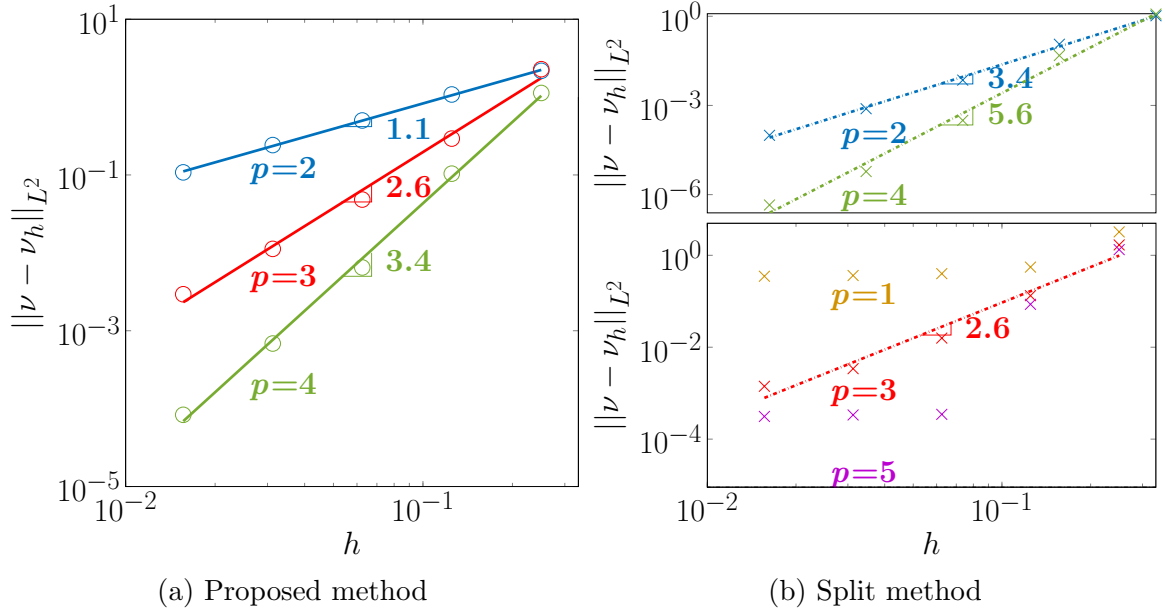 10^1
10^{-1}
10^{-3}
10^{-5}
||ν − ν_h||_{L^2}
1.1
p=2
2.6
p=3
3.4
p=4
10^{-2}
10^{-1}
h
(a) Proposed method
10^0
10^{-3}
10^{-6}
||ν − ν_h||_{L^2}
3.4
5.6
p=2
p=4
10^0
10^{-2}
10^{-4}
||ν − ν_h||_{L^2}
p=1
2.6
p=3
p=5
10^{-2}
10^{-1}
h
(b) Split method